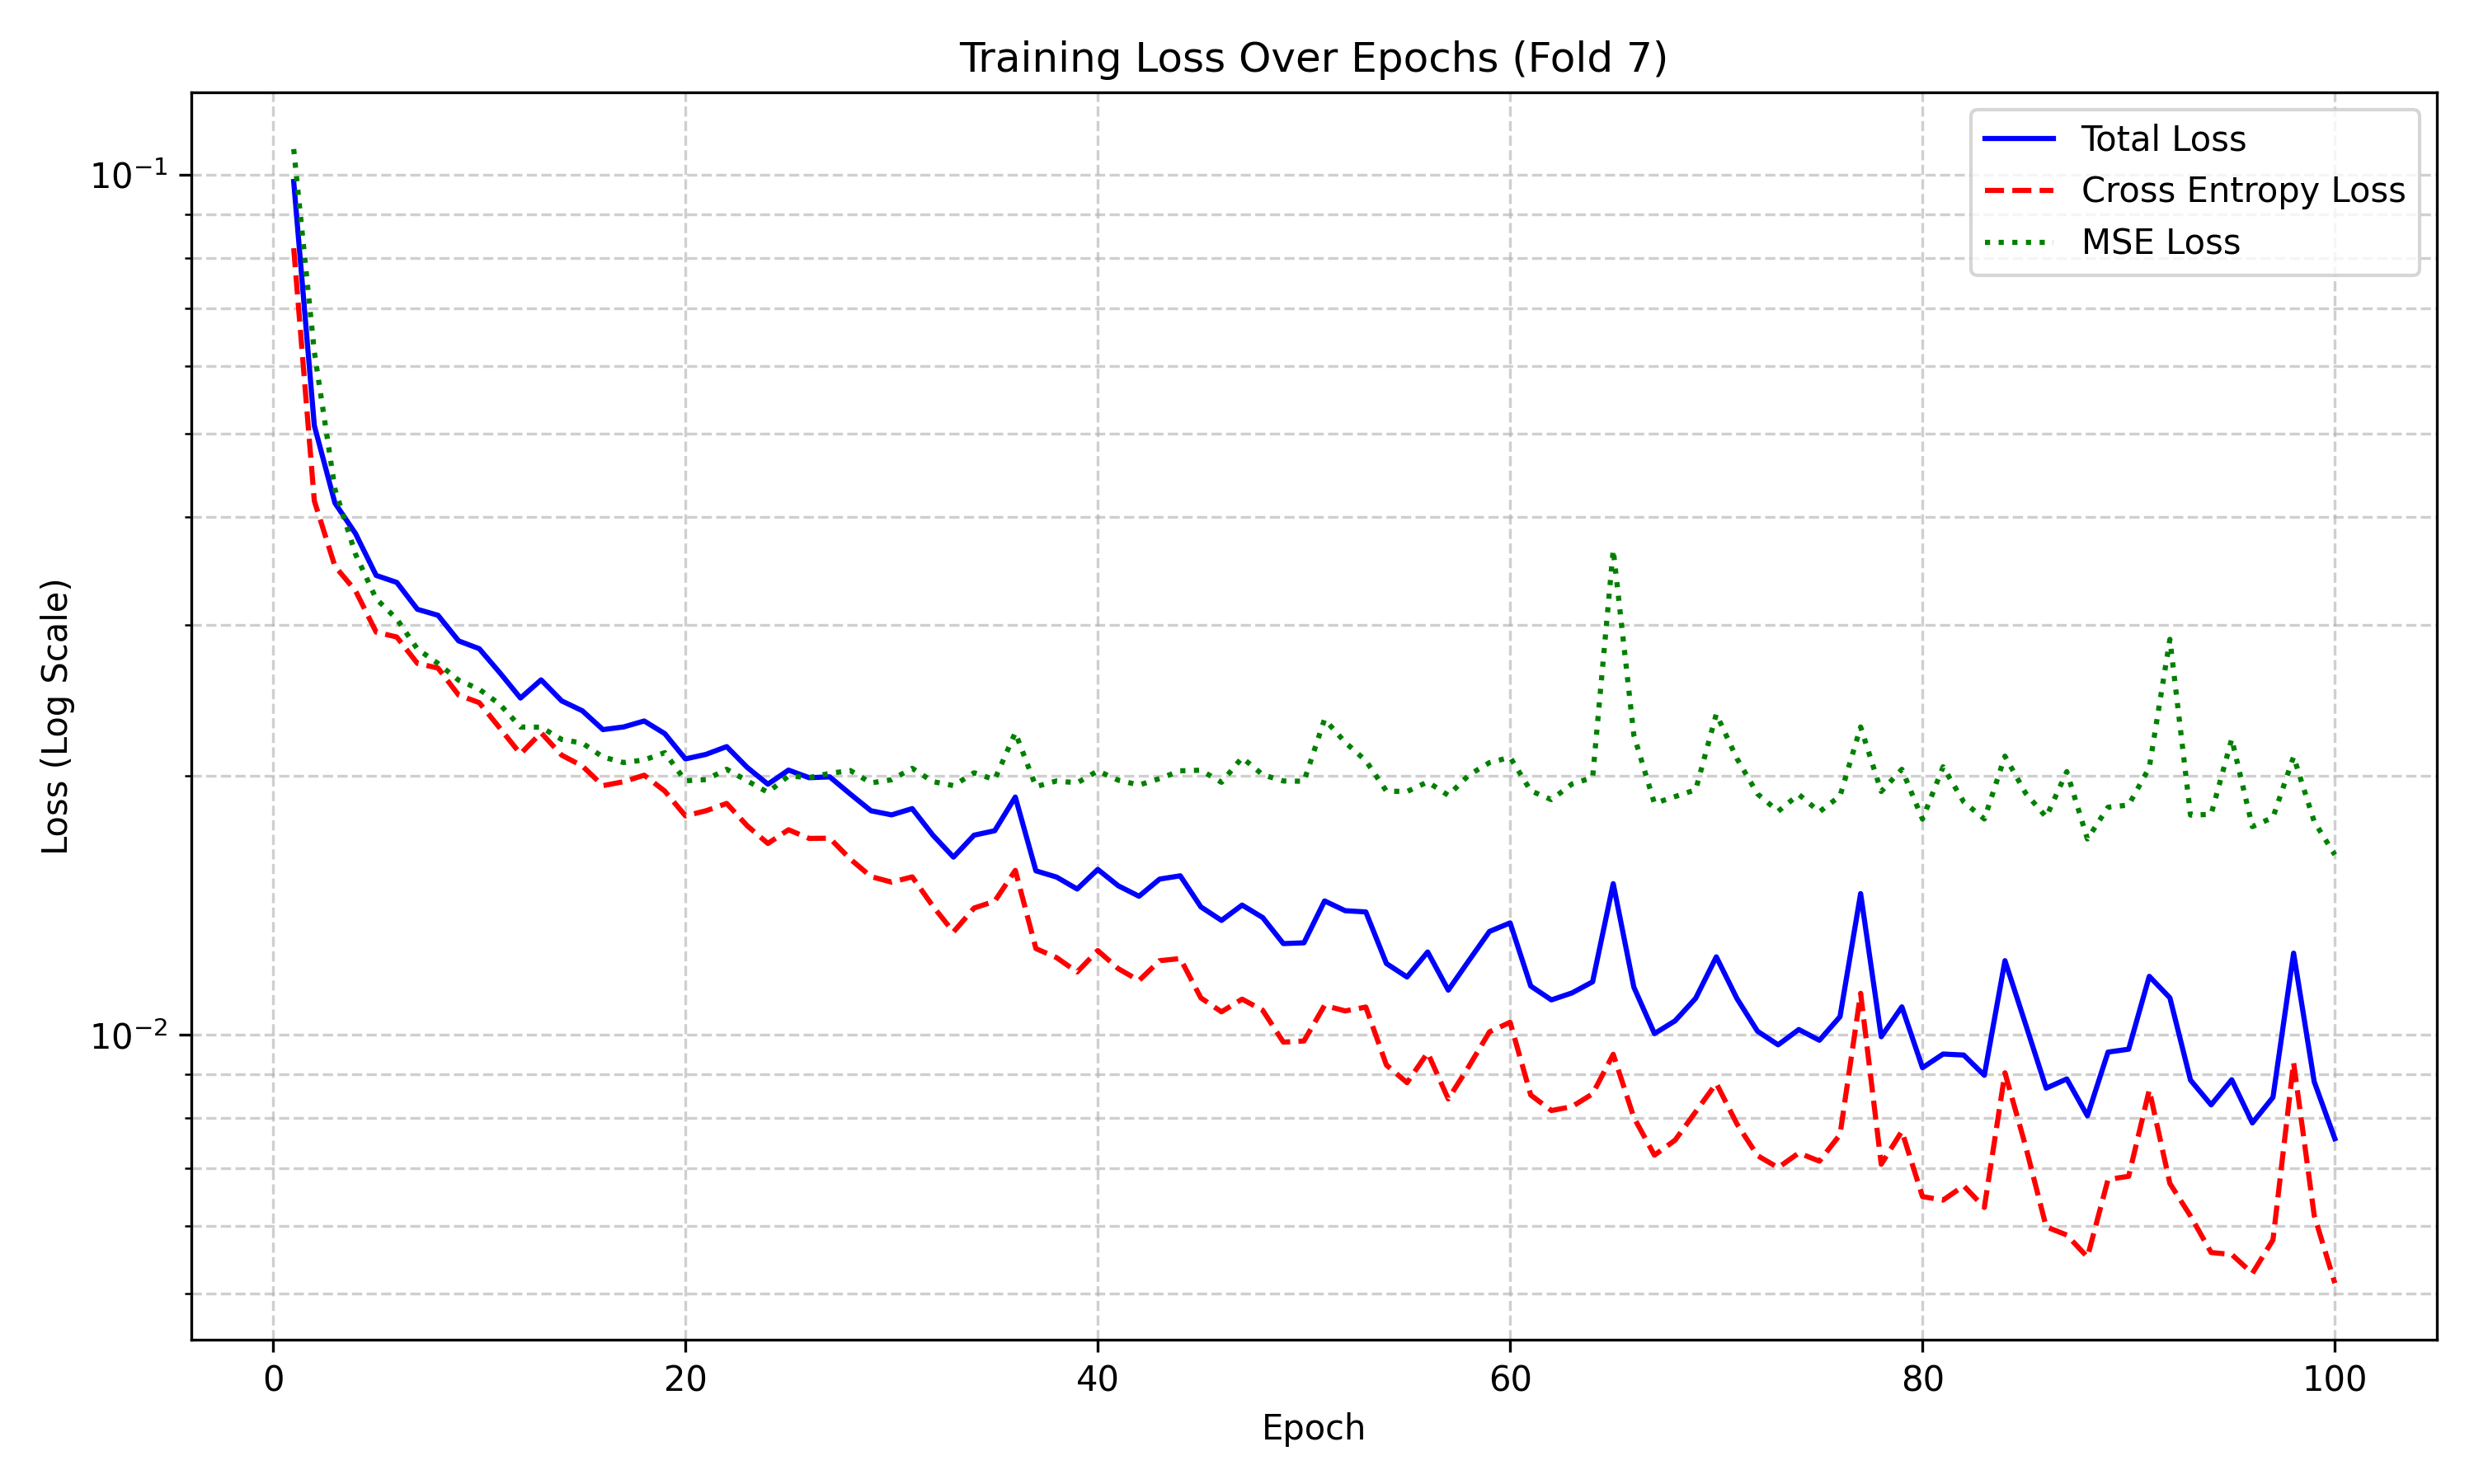 Training Loss Over Epochs (Fold 7)
Total Loss
Cross Entropy Loss
MSE Loss
Loss (Log Scale)
10⁻¹
10⁻²
0 20 40 60 80 100
Epoch